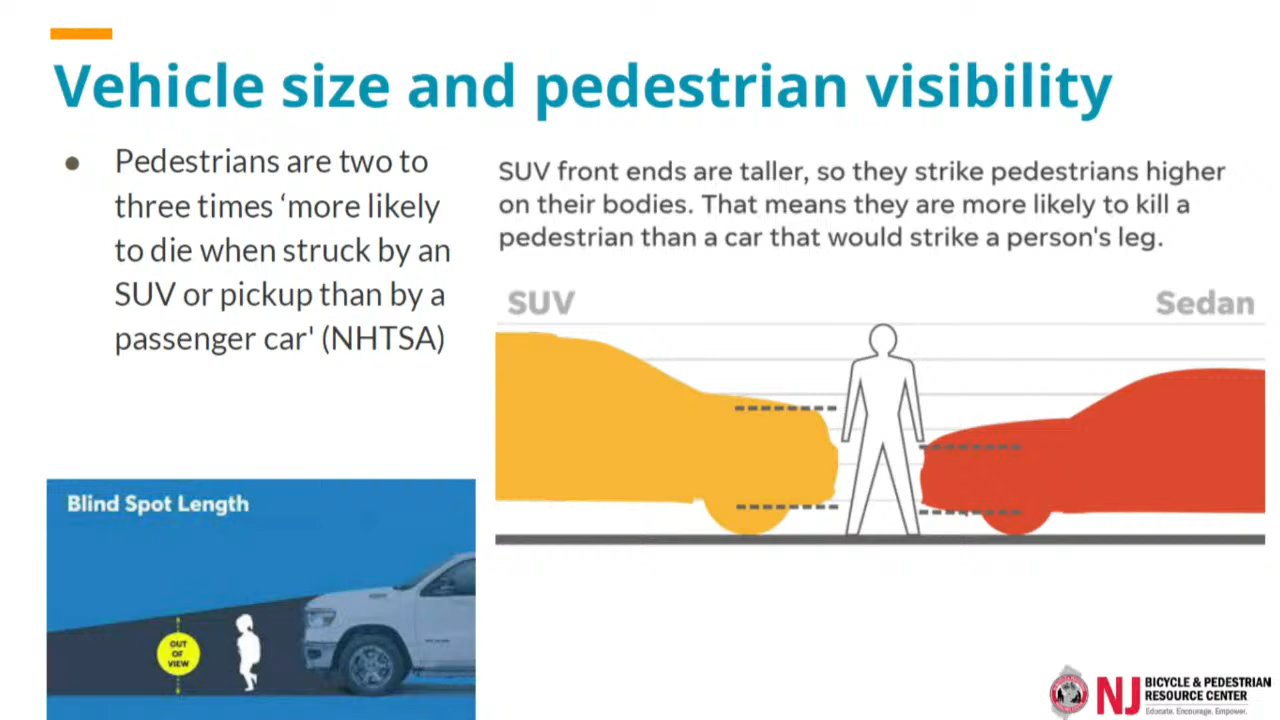 Vehicle size and pedestrian visibility
● Pedestrians are two to
three times ‘more likely
to die when struck by an
SUV or pickup than by a
passenger car' (NHTSA)
SUV front ends are taller, so they strike pedestrians higher
on their bodies. That means they are more likely to kill a
pedestrian than a car that would strike a person's leg.
SUV
Sedan
Blind Spot Length
OUT
OF
VIEW
NJ
BICYCLE & PEDESTRIAN
RESOURCE CENTER
Educate. Encourage. Empower.